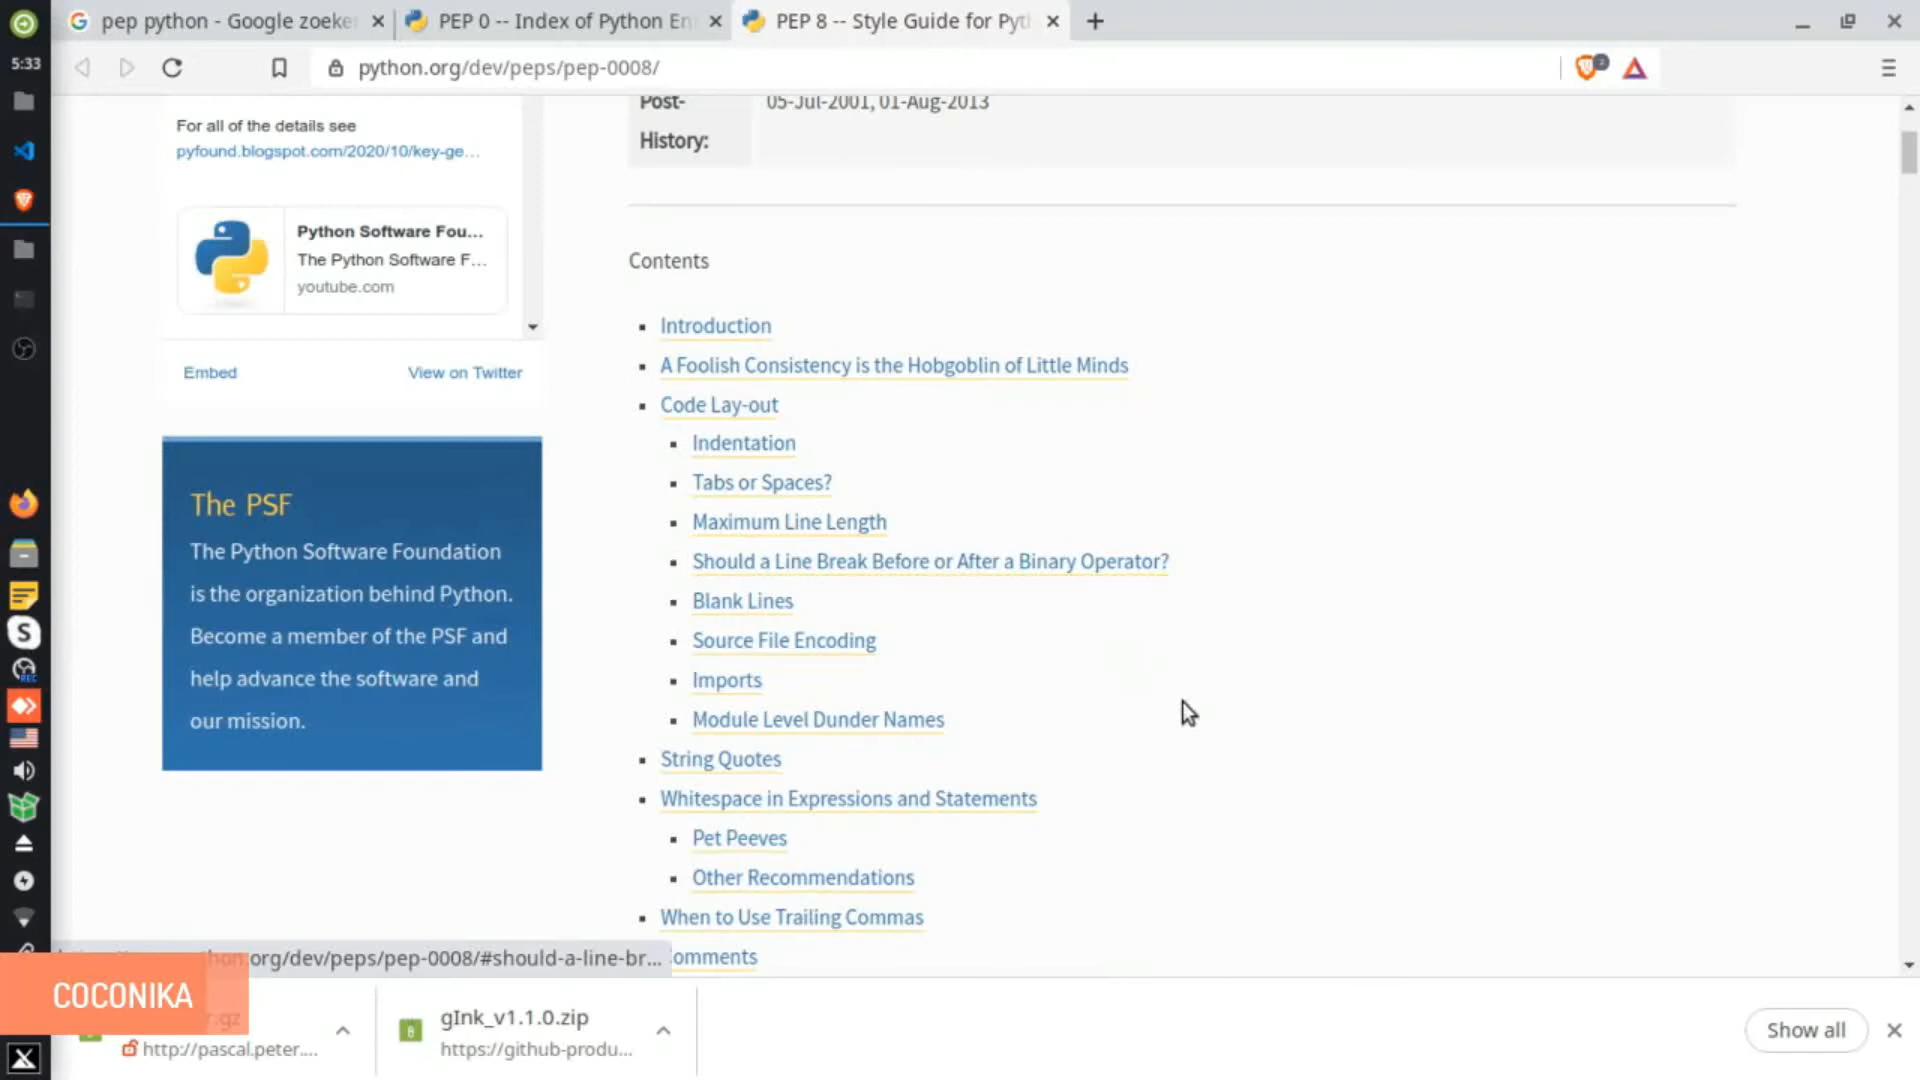 pep python - Google zoeke
PEP 0 -- Index of Python En
PEP 8 -- Style Guide for Pyth
5:33
python.org/dev/peps/pep-0008/
2
For all of the details see
pyfound.blogspot.com/2020/10/key-ge…
Python Software Fou…
The Python Software F…
youtube.com
Embed
View on Twitter
The PSF
The Python Software Foundation
is the organization behind Python.
Become a member of the PSF and
help advance the software and
our mission.
Post-
History:
05-Jul-2001, 01-Aug-2013
Contents
Introduction
A Foolish Consistency is the Hobgoblin of Little Minds
Code Lay-out
Indentation
Tabs or Spaces?
Maximum Line Length
Should a Line Break Before or After a Binary Operator?
Blank Lines
Source File Encoding
Imports
Module Level Dunder Names
String Quotes
Whitespace in Expressions and Statements
Pet Peeves
Other Recommendations
When to Use Trailing Commas
omments
hon.org/dev/peps/pep-0008/#should-a-line-br...
COCONIKA
r.gz
http://pascal.peter....
gInk_v1.1.0.zip
https://github-produ...
Show all
S
REC